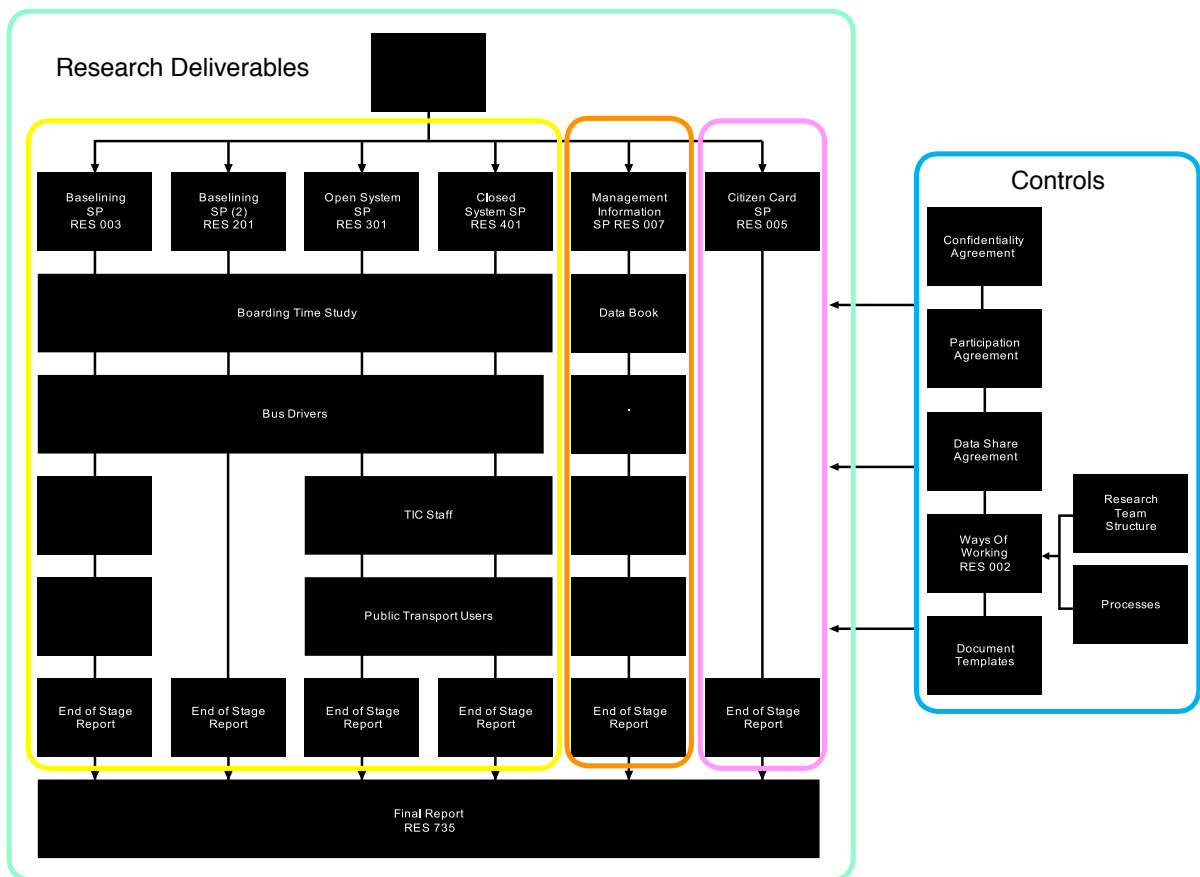 Research Deliverables
Baselining
SP
RES 003
Baselining
SP (2)
RES 201
Open System
SP
RES 301
Closed
System SP
RES 401
Management
Information
SP RES 007
Citizen Card
SP
RES 005
Boarding Time Study
Data Book
Bus Drivers
.
TIC Staff
Public Transport Users
End of Stage
Report
End of Stage
Report
End of Stage
Report
End of Stage
Report
End of Stage
Report
End of Stage
Report
Final Report
RES 735
Controls
Confidentiality
Agreement
Participation
Agreement
Data Share
Agreement
Ways Of
Working
RES 002
Document
Templates
Research
Team
Structure
Processes